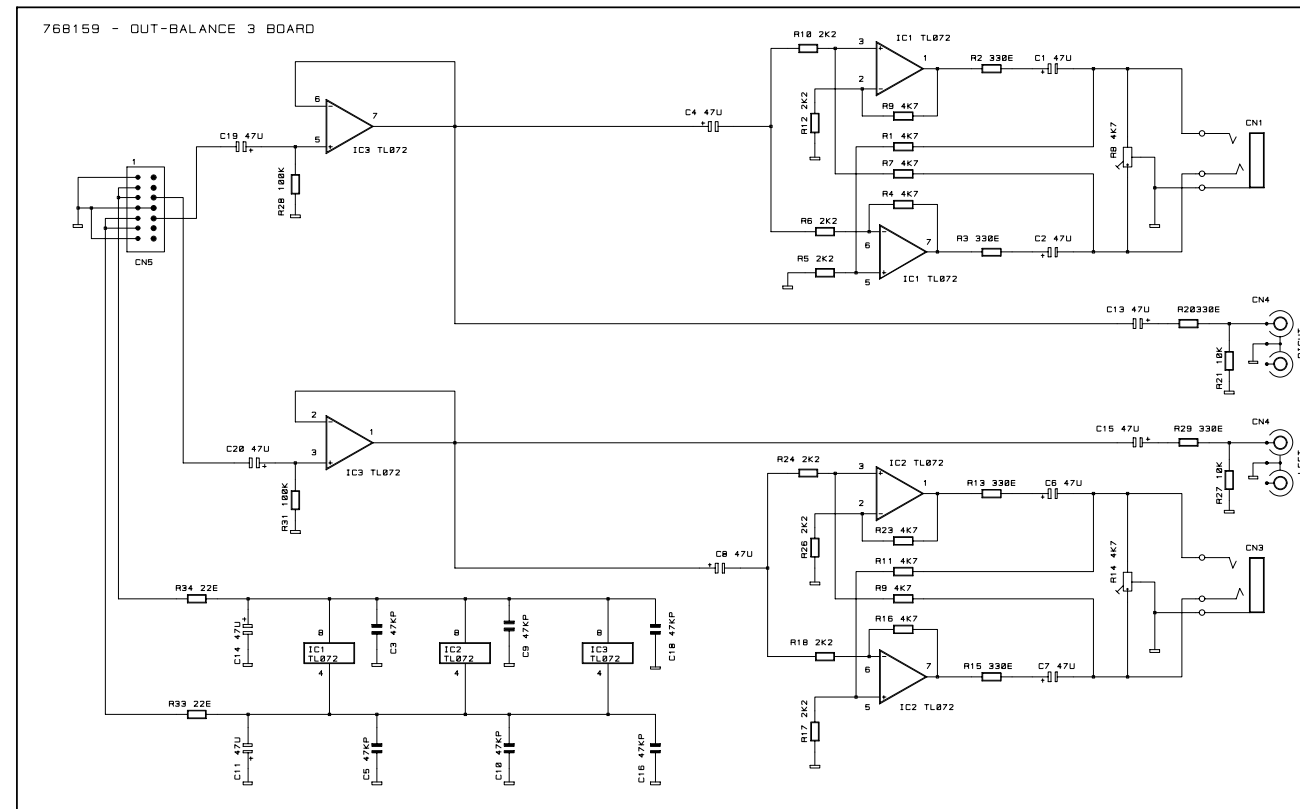 768159 - OUT-BALANCE 3 BOARD
R10 2K2
3
IC1 TL072
1
2
R2 330E
C1 47U
R12 2K2
R9 4K7
R1 4K7
R7 4K7
R4 4K7
R8 4K7
CN1
C4 47U
6
5
7
IC3 TL072
C19 47U
R28 100K
1
CN5
R6 2K2
6
7
5
R3 330E
C2 47U
R5 2K2
IC1 TL072
C13 47U
R20330E
CN4
R21 10K
RIGHT
2
3
1
IC3 TL072
C20 47U
R31 100K
C15 47U
R29 330E
CN4
R27 10K
LEFT
R24 2K2
3
IC2 TL072
1
2
R13 330E
C6 47U
R26 2K2
R23 4K7
R11 4K7
R9 4K7
R16 4K7
R14 4K7
CN3
C8 47U
R18 2K2
6
7
5
R15 330E
C7 47U
R17 2K2
IC2 TL072
R34 22E
C14 47U
8
IC1
TL072
4
C3 47KP
8
IC2
TL072
4
C9 47KP
8
IC3
TL072
4
C18 47KP
R33 22E
C11 47U
C5 47KP
C10 47KP
C16 47KP